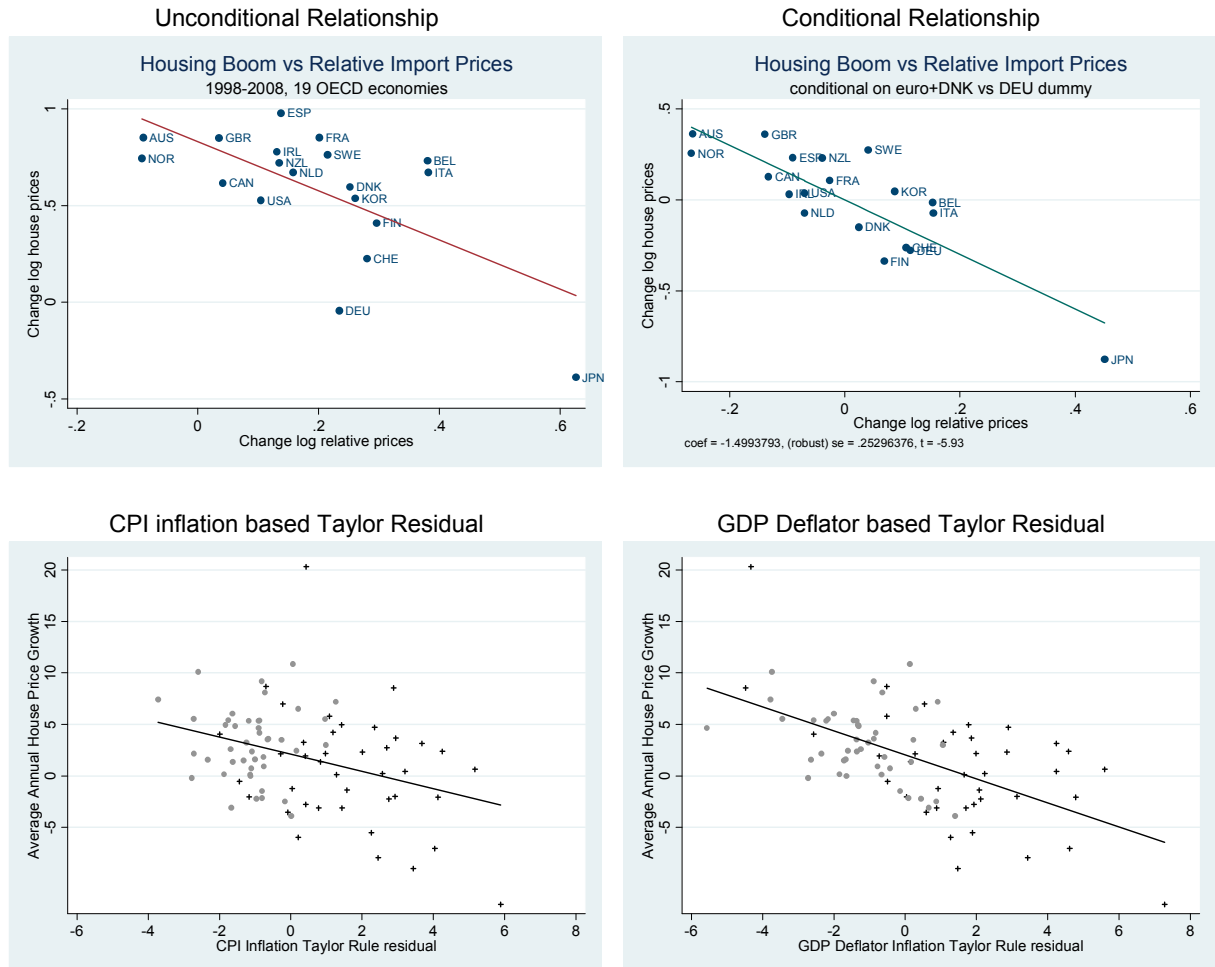 Unconditional Relationship
Housing Boom vs Relative Import Prices
1998-2008, 19 OECD economies
Change log house prices
1
.5
0
-.5
ESP
AUS
GBR
FRA
NOR
IRL
SWE
NZL
BEL
NLD
ITA
CAN
DNK
USA
KOR
FIN
CHE
DEU
JPN
-.2 0 .2 .4 .6
Change log relative prices
Conditional Relationship
Housing Boom vs Relative Import Prices
conditional on euro+DNK vs DEU dummy
Change log house prices
.5
0
-.5
-1
AUS
GBR
NOR
SWE
ESP
NZL
CAN
FRA
IRL
USA
KOR
NLD
BEL
ITA
DNK
CHE
DEU
FIN
JPN
-.2 0 .2 .4 .6
Change log relative prices
coef = -1.4993793, (robust) se = .25296376, t = -5.93
CPI inflation based Taylor Residual
Average Annual House Price Growth
20
15
10
5
0
-5
-6 -4 -2 0 2 4 6 8
CPI Inflation Taylor Rule residual
GDP Deflator based Taylor Residual
Average Annual House Price Growth
20
15
10
5
0
-5
-6 -4 -2 0 2 4 6 8
GDP Deflator Inflation Taylor Rule residual